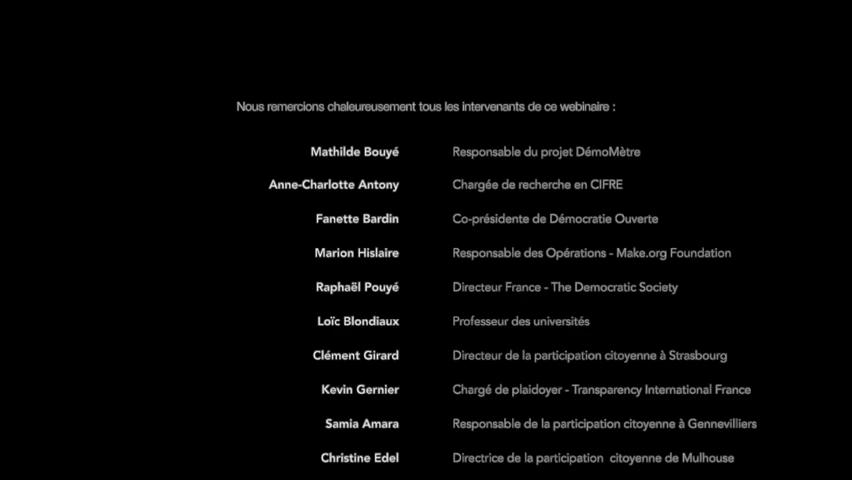 Nous remercions chaleureusement tous les intervenants de ce webinaire :
Mathilde Bouyé Responsable du projet DémoMètre
Anne-Charlotte Antony Chargée de recherche en CIFRE
Fanette Bardin Co-présidente de Démocratie Ouverte
Marion Hislaire Responsable des Opérations - Make.org Foundation
Raphaël Pouyé Directeur France - The Democratic Society
Loïc Blondiaux Professeur des universités
Clément Girard Directeur de la participation citoyenne à Strasbourg
Kevin Gernier Chargé de plaidoyer - Transparency International France
Samia Amara Responsable de la participation citoyenne à Gennevilliers
Christine Edel Directrice de la participation  citoyenne de Mulhouse